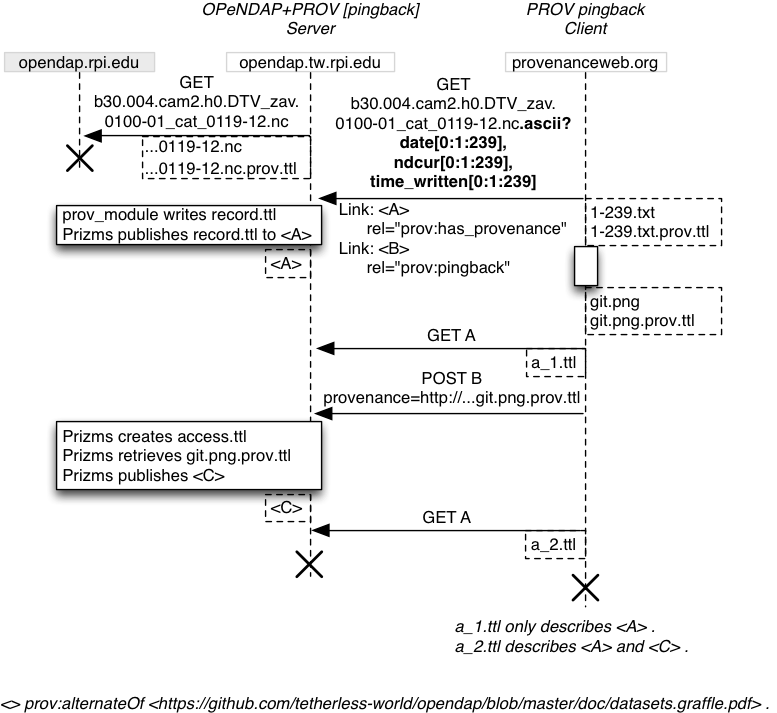 OPeNDAP+PROV [pingback]
Server
PROV pingback
Client
opendap.rpi.edu
opendap.tw.rpi.edu
provenanceweb.org
GET
b30.004.cam2.h0.DTV_zav.
0100-01_cat_0119-12.nc
...0119-12.nc
...0119-12.nc.prov.ttl
GET
b30.004.cam2.h0.DTV_zav.
0100-01_cat_0119-12.nc.ascii?
date[0:1:239],
ndcur[0:1:239],
time_written[0:1:239]
prov_module writes record.ttl
Prizms publishes record.ttl to <A>
<A>
Link: <A>
rel="prov:has_provenance"
Link: <B>
rel="prov:pingback"
1-239.txt
1-239.txt.prov.ttl
git.png
git.png.prov.ttl
GET A
a_1.ttl
POST B
provenance=http://...git.png.prov.ttl
Prizms creates access.ttl
Prizms retrieves git.png.prov.ttl
Prizms publishes <C>
<C>
GET A
a_2.ttl
a_1.ttl only describes <A> .
a_2.ttl describes <A> and <C> .
<> prov:alternateOf <https://github.com/tetherless-world/opendap/blob/master/doc/datasets.graffle.pdf> .